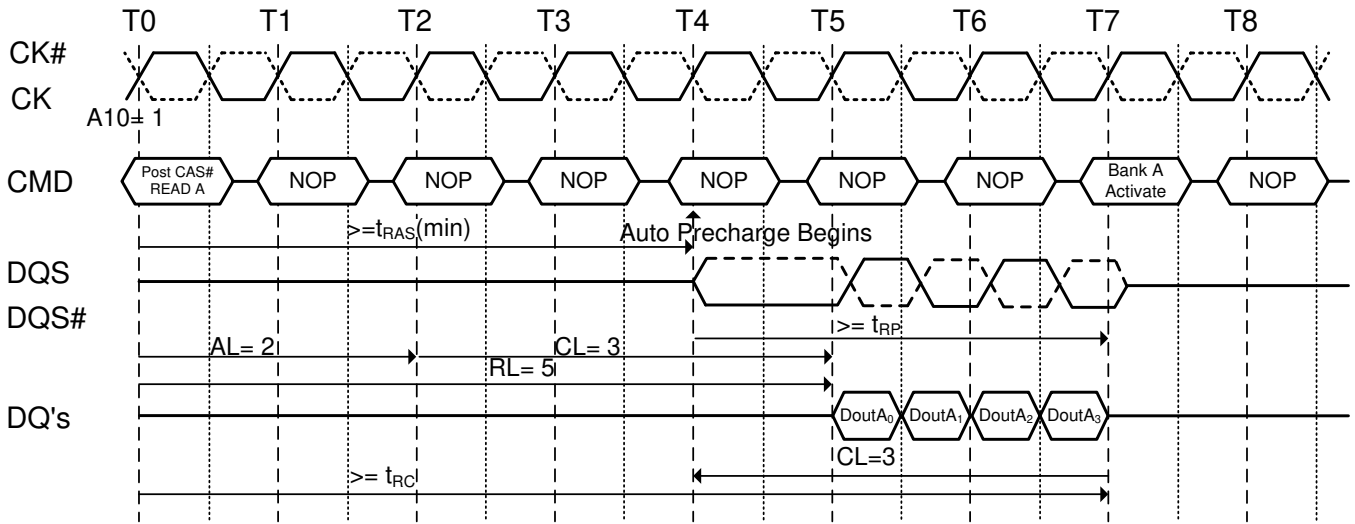 T0 T1 T2 T3 T4 T5 T6 T7 T8
CK#
CK
A10= 1
CMD
Post CAS#
READ A
NOP
NOP
NOP
NOP
NOP
NOP
Bank A
Activate
NOP
>=tRAS(min)
Auto Precharge Begins
DQS
DQS#
>= tRP
AL= 2
CL= 3
RL= 5
DQ's
DoutA0 DoutA1 DoutA2 DoutA3
CL=3
>= tRC